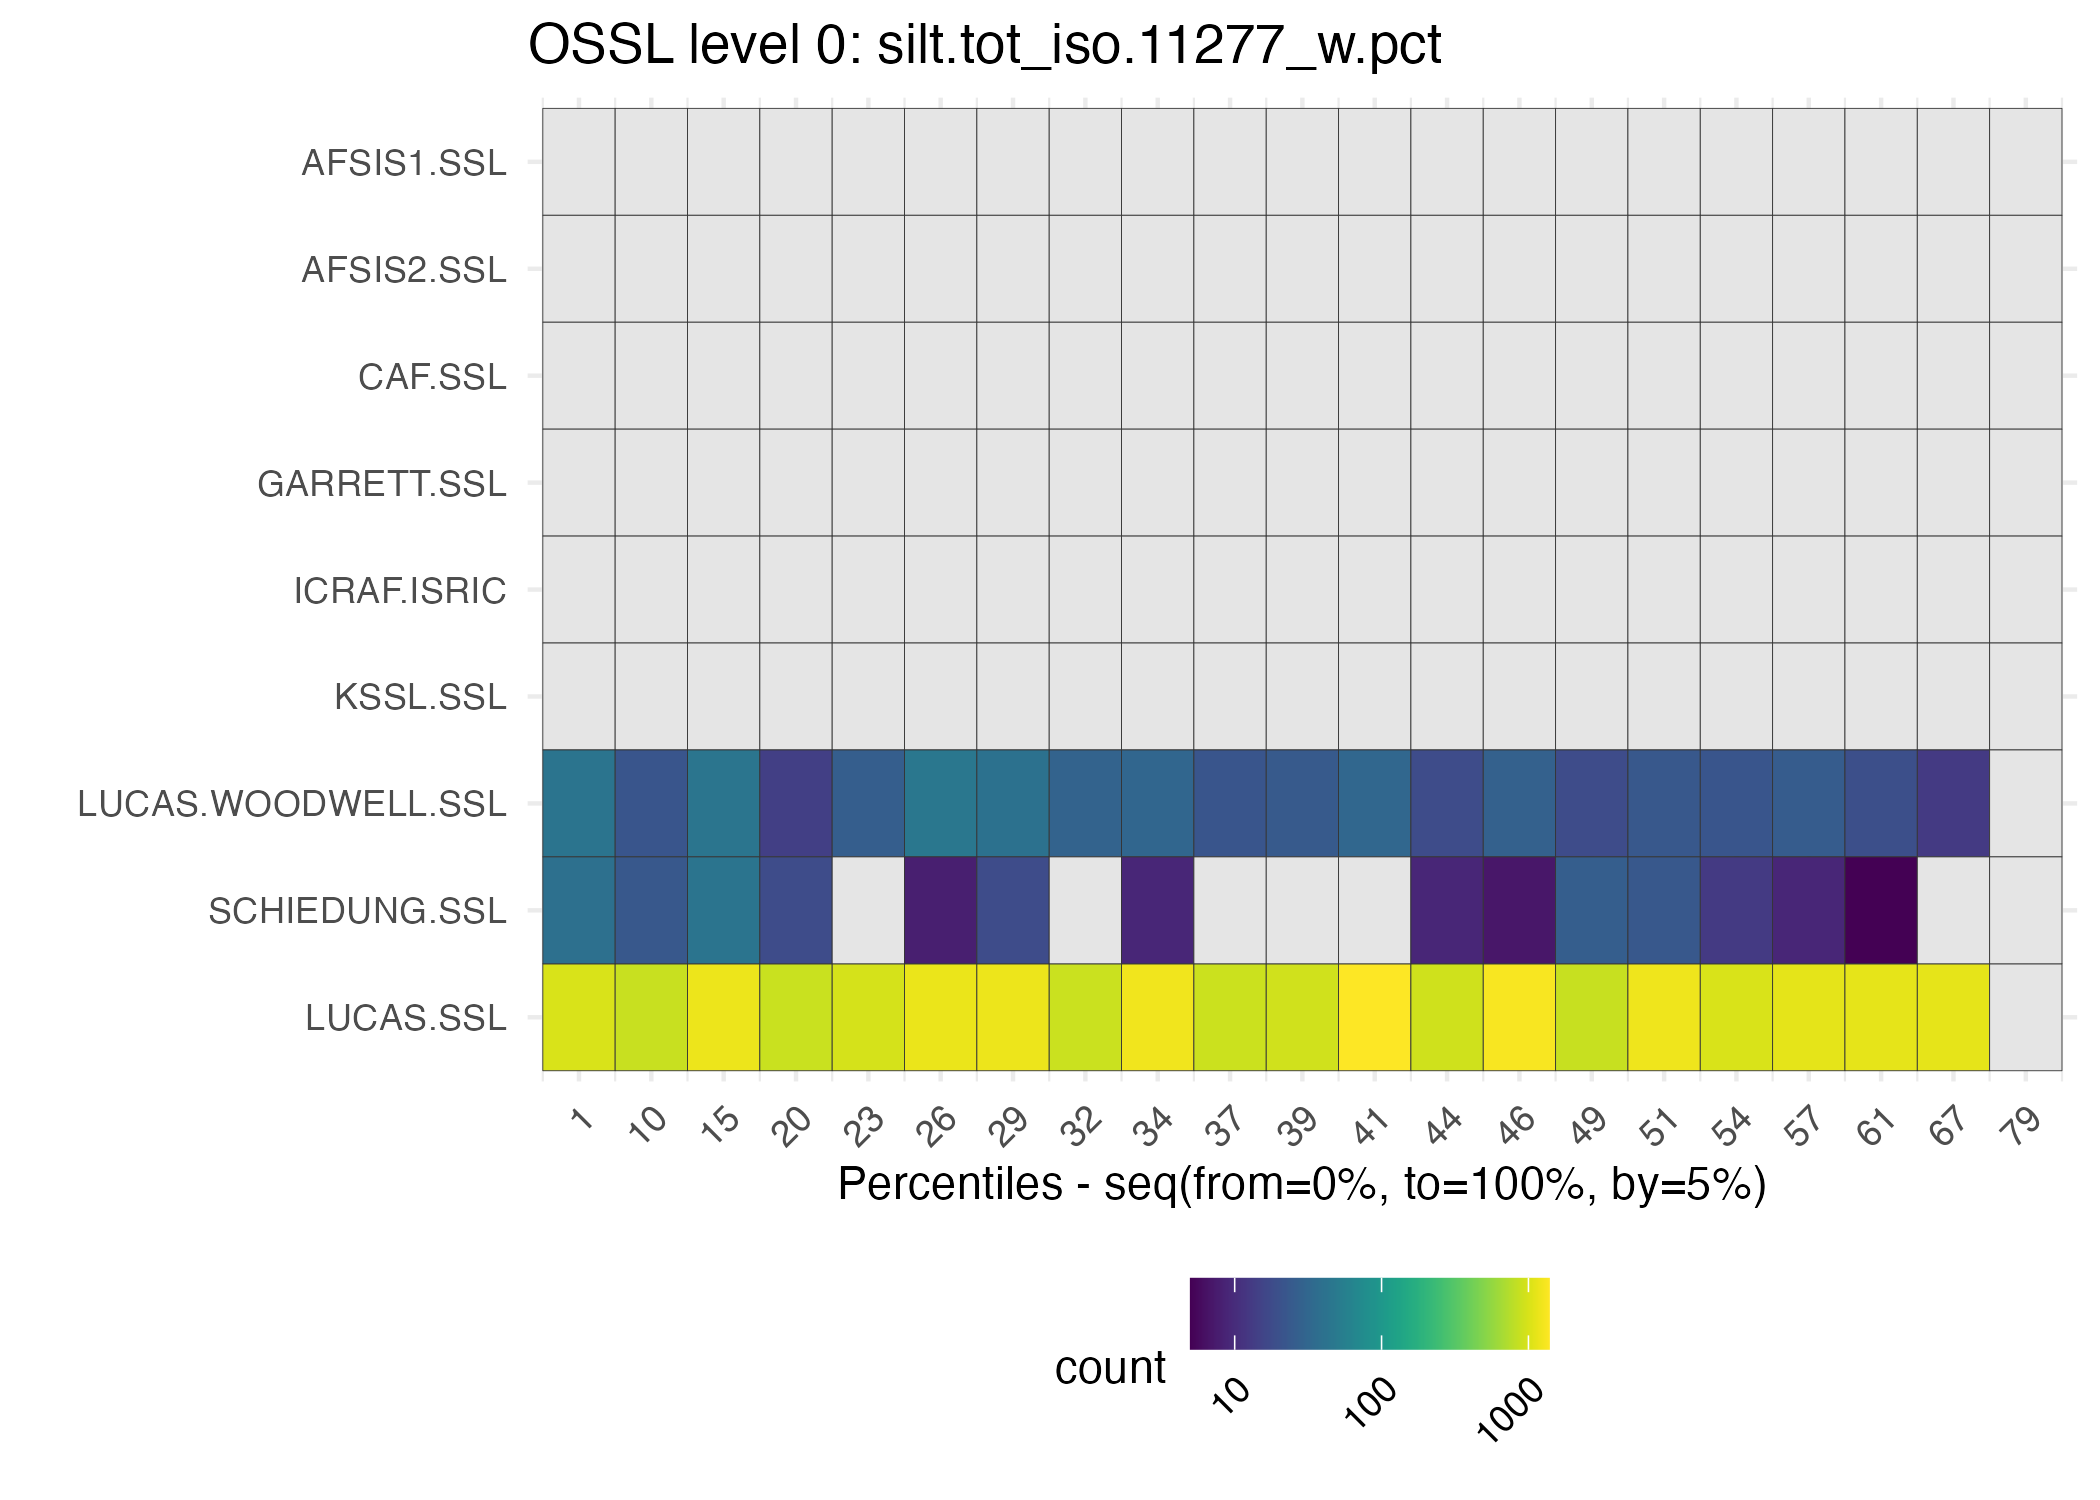 OSSL level 0: silt.tot_iso.11277_w.pct
AFSIS1.SSL
AFSIS2.SSL
CAF.SSL
GARRETT.SSL
ICRAF.ISRIC
KSSL.SSL
LUCAS.WOODWELL.SSL
SCHIEDUNG.SSL
LUCAS.SSL
1 10 15 20 23 26 29 32 34 37 39 41 44 46 49 51 54 57 61 67 79
Percentiles - seq(from=0%, to=100%, by=5%)
count
10 100 1000